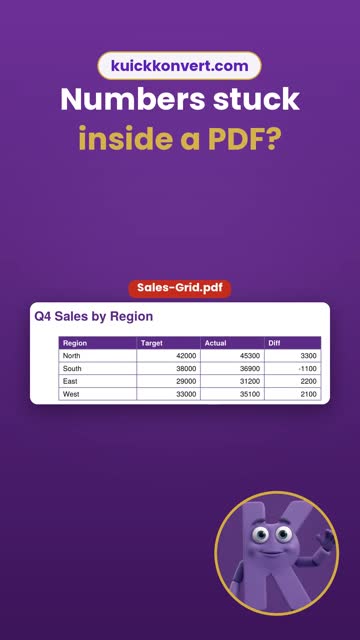 kuickkonvert.com
Numbers stuck
inside a PDF?
Sales-Grid.pdf
Q4 Sales by Region
Region Target Actual Diff
North 42000 45300 3300
South 38000 36900 -1100
East 29000 31200 2200
West 33000 35100 2100